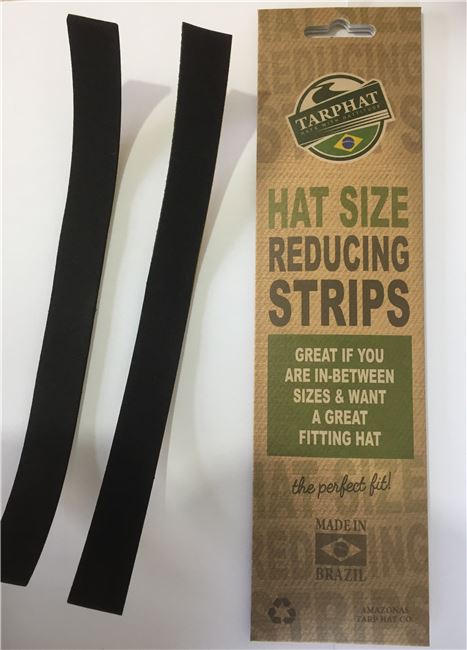 TARPHAT
HAT SIZE
REDUCING
STRIPS
GREAT IF YOU
ARE IN-BETWEEN
SIZES & WANT
A GREAT
FITTING HAT
the perfect fit!
MADE IN
BRAZIL
AMAZONAS
TARP HAT CO.